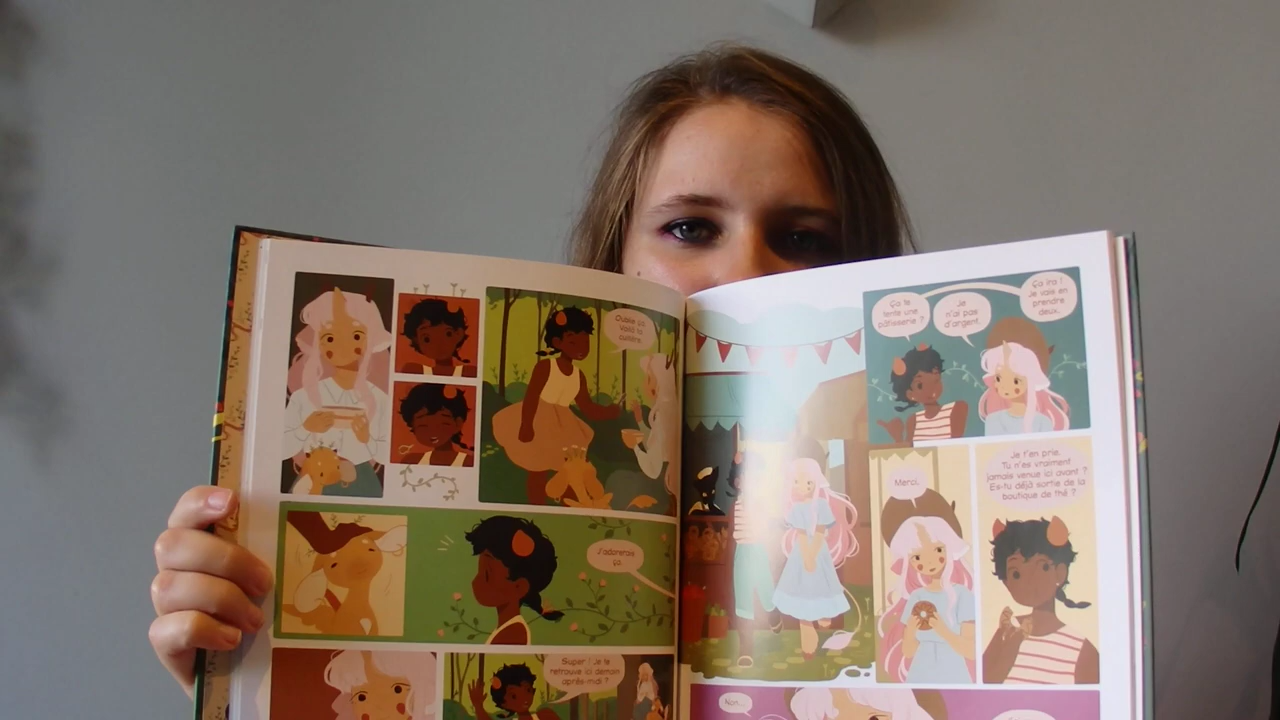 Oublie ça.
Voilà la
cuillère.
J'adorerais
ça.
Super ! Je te
retrouve ici demain
après-midi ?
Ça te
tente une
pâtisserie ?
Je
n'ai pas
d'argent.
Ça ira !
Je vais en
prendre
deux.
Merci.
Je t'en prie.
Tu n'es vraiment
jamais venue ici avant ?
Es-tu déjà sortie de la
boutique de thé ?
Non...